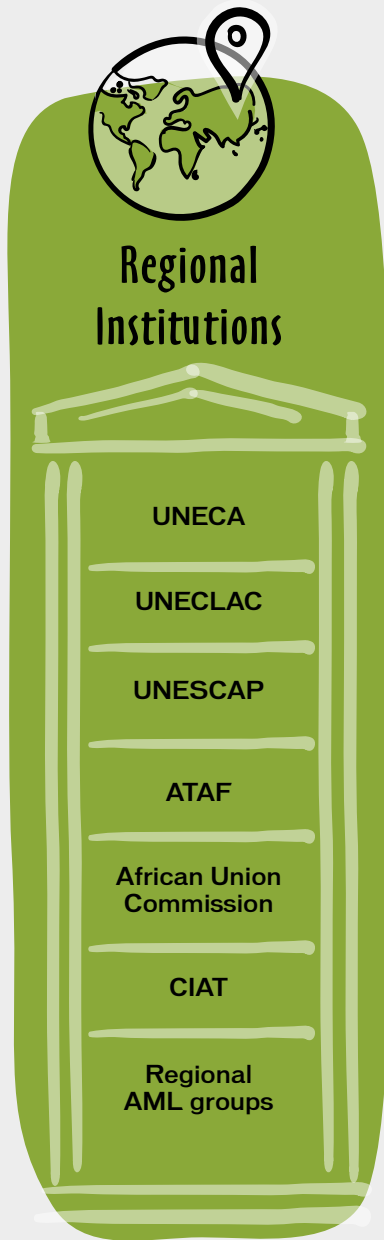 Regional
Institutions
UNECA
UNECLAC
UNESCAP
ATAF
African Union
Commission
CIAT
Regional
AML groups